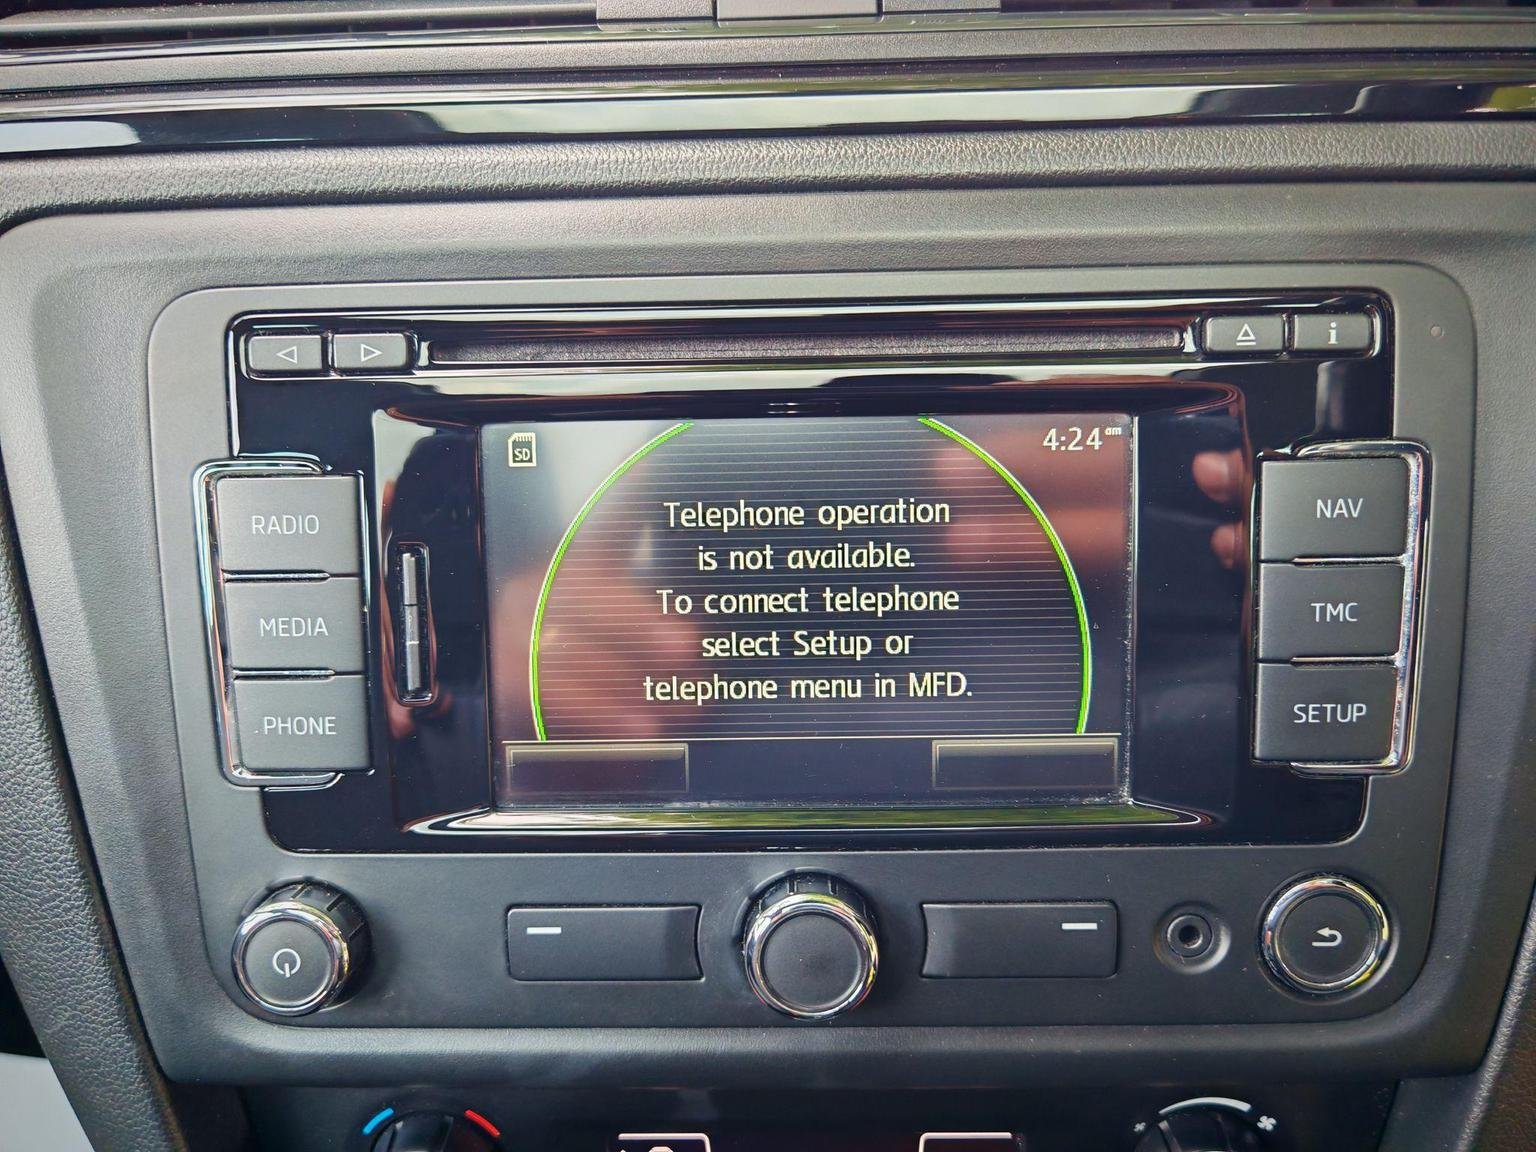 SD
4:24am
Telephone operation
is not available.
To connect telephone
select Setup or
telephone menu in MFD.
RADIO
MEDIA
PHONE
NAV
TMC
SETUP
i